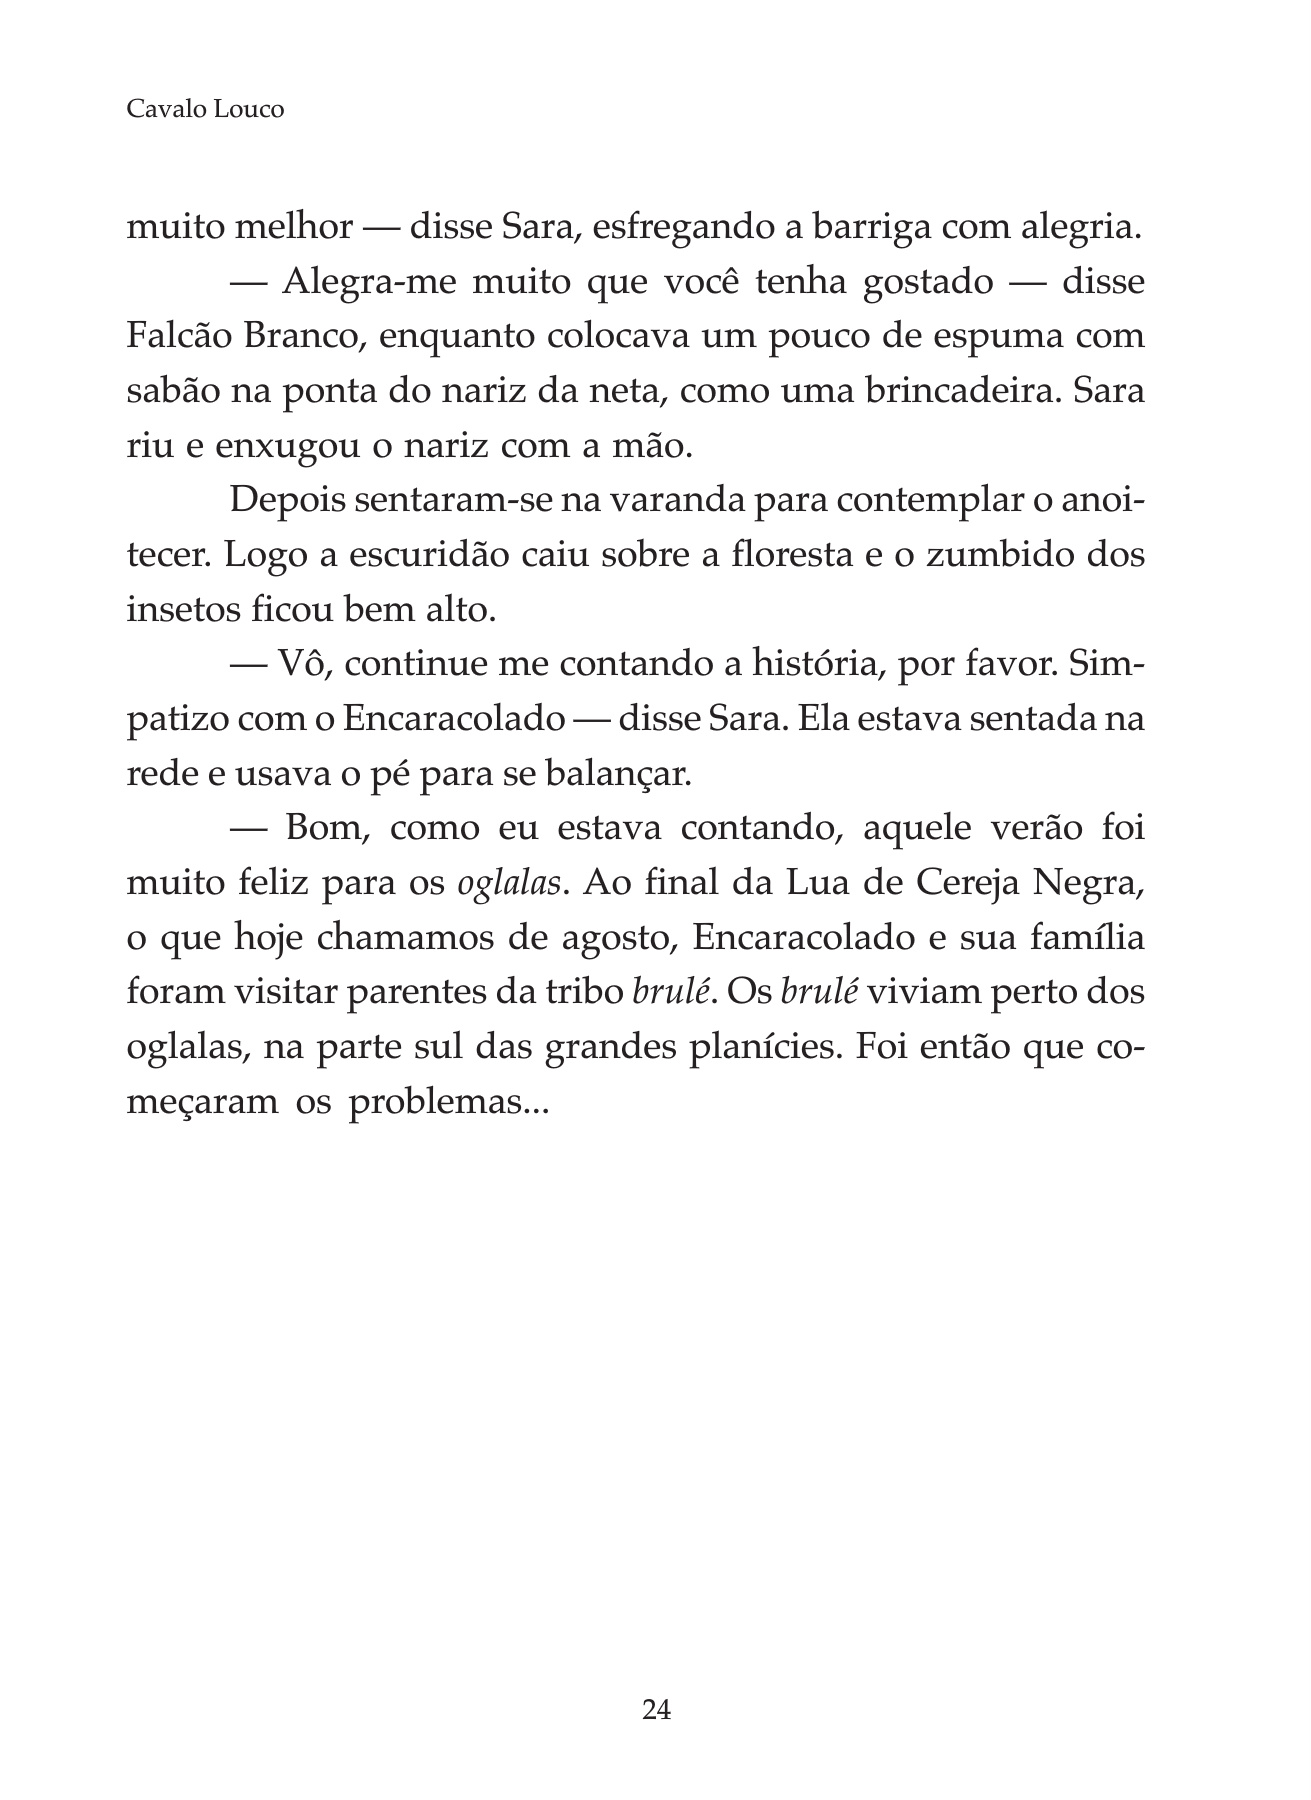 Cavalo Louco
muito melhor — disse Sara, esfregando a barriga com alegria.
— Alegra-me muito que você tenha gostado — disse
Falcão Branco, enquanto colocava um pouco de espuma com
sabão na ponta do nariz da neta, como uma brincadeira. Sara
riu e enxugou o nariz com a mão.
Depois sentaram-se na varanda para contemplar o anoi-
tecer. Logo a escuridão caiu sobre a floresta e o zumbido dos
insetos ficou bem alto.
— Vô, continue me contando a história, por favor. Sim-
patizo com o Encaracolado — disse Sara. Ela estava sentada na
rede e usava o pé para se balançar.
— Bom, como eu estava contando, aquele verão foi
muito feliz para os oglalas. Ao final da Lua de Cereja Negra,
o que hoje chamamos de agosto, Encaracolado e sua família
foram visitar parentes da tribo brulé. Os brulé viviam perto dos
oglalas, na parte sul das grandes planícies. Foi então que co-
meçaram os problemas...
24